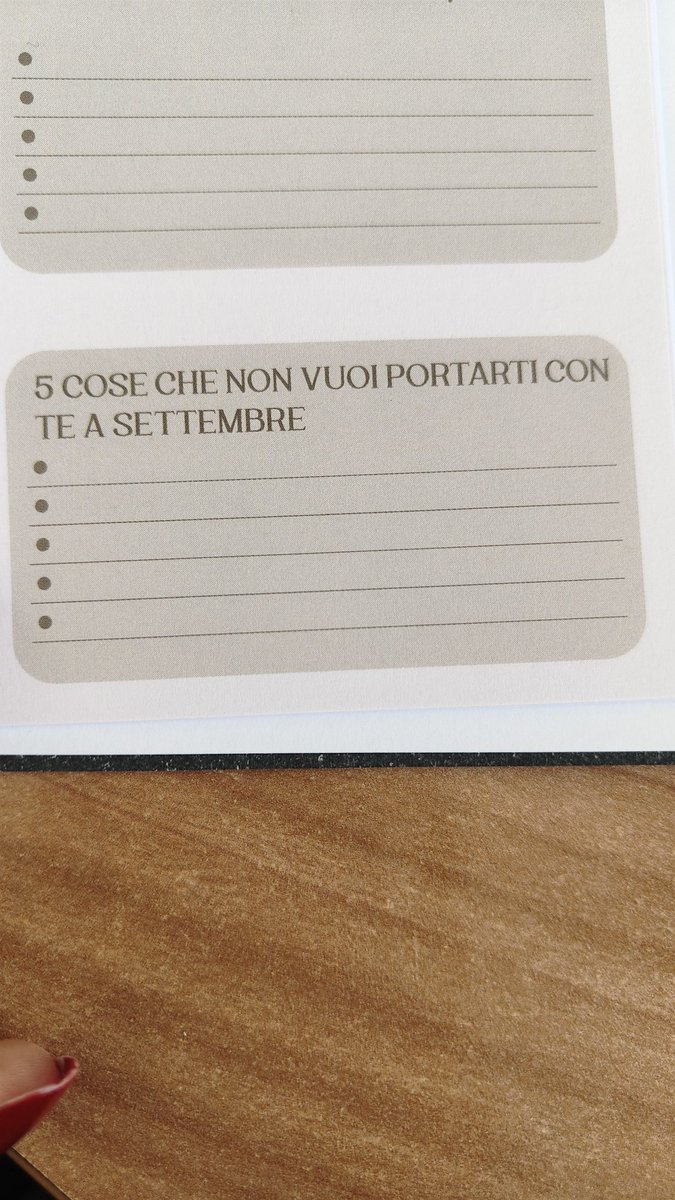 5 COSE CHE NON VUOI PORTARTI CON
TE A SETTEMBRE